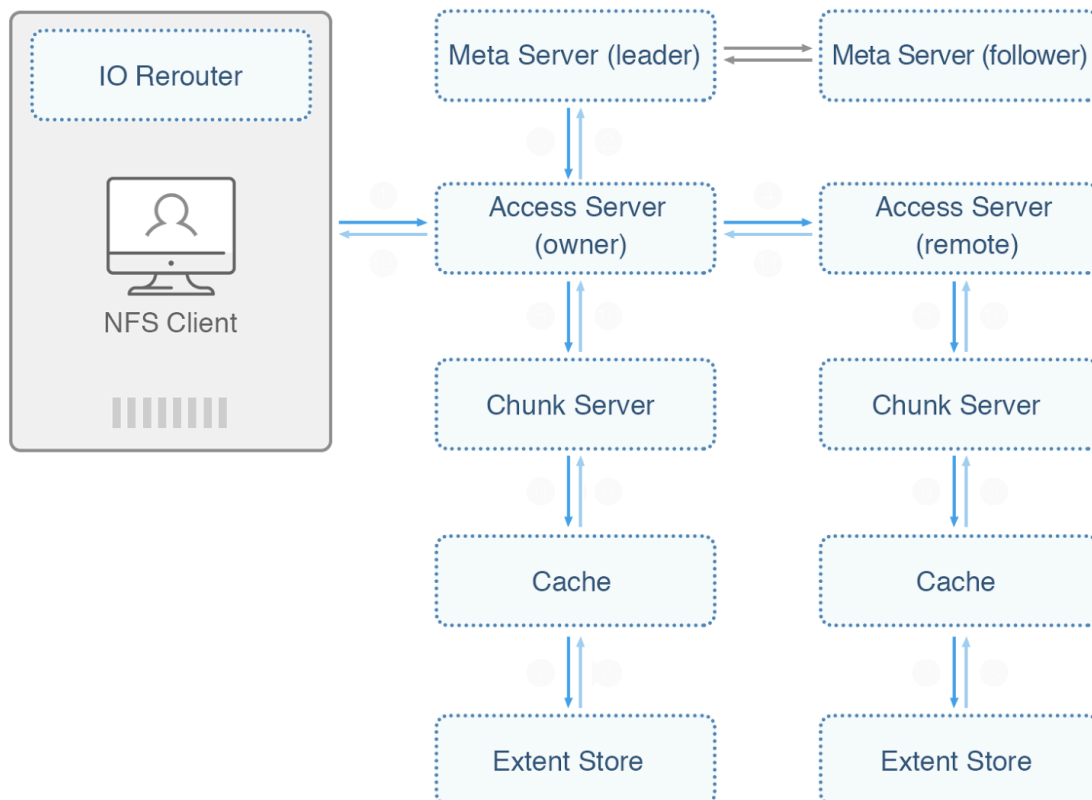 IO Rerouter
NFS Client
Meta Server (leader)
Meta Server (follower)
Access Server
(owner)
Access Server
(remote)
Chunk Server
Chunk Server
Cache
Cache
Extent Store
Extent Store